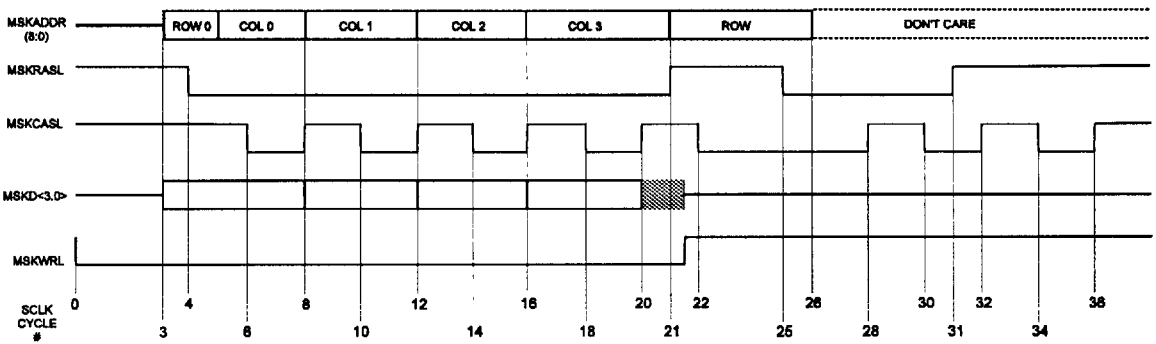 MSKADDR
(8:0)
ROW 0 COL 0 COL 1 COL 2 COL 3 ROW DON'T CARE
MSKRASL
MSKCASL
MSKD<3.0>
MSKWRL
0 4 8 12 16 20 22 26 30 32 36
SCLK
CYCLE
#
3 6 10 14 18 21 25 28 31 34